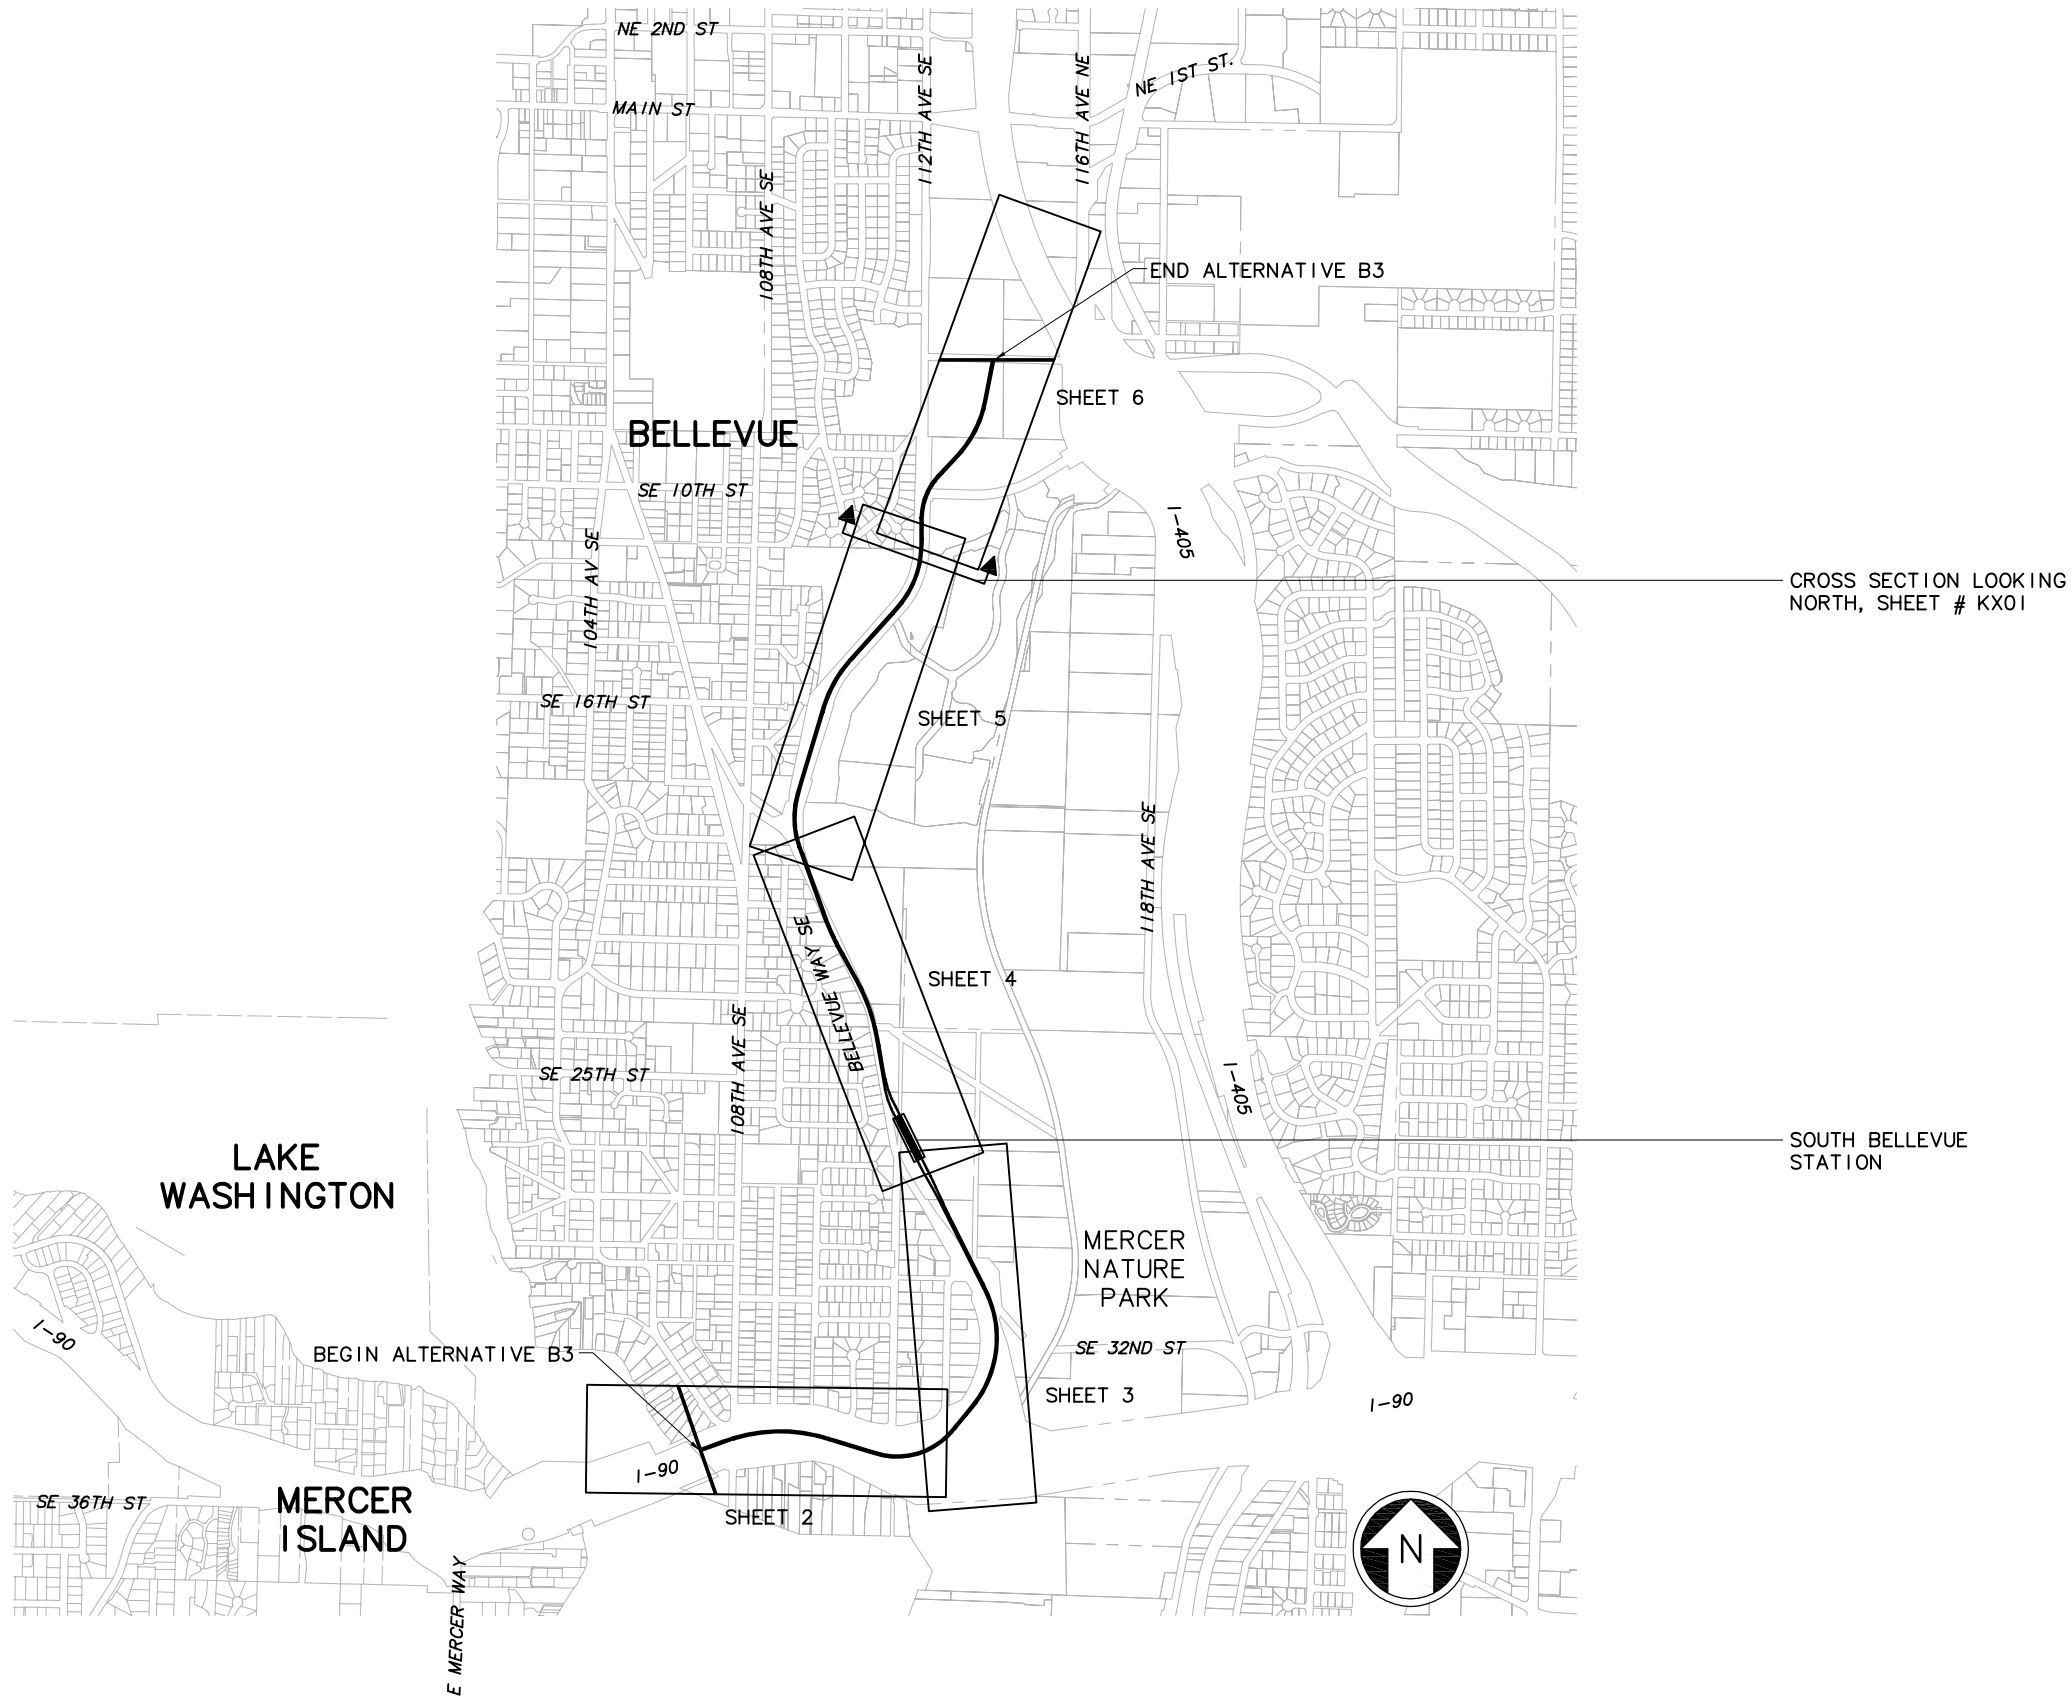 NE 2ND ST
MAIN ST
108TH AVE SE
112TH AVE SE
116TH AVE NE
NE 1ST ST.
END ALTERNATIVE B3
SHEET 6
BELLEVUE
SE 10TH ST
104TH AV SE
I-405
CROSS SECTION LOOKING
NORTH, SHEET # KX01
SE 16TH ST
SHEET 5
118TH AVE SE
BELLEVUE WAY SE
SHEET 4
108TH AVE SE
SE 25TH ST
I-405
LAKE
WASHINGTON
SOUTH BELLEVUE
STATION
MERCER
NATURE
PARK
I-90
BEGIN ALTERNATIVE B3
SE 32ND ST
SHEET 3
I-90
I-90
SE 36TH ST
MERCER
ISLAND
SHEET 2
N
E MERCER WAY